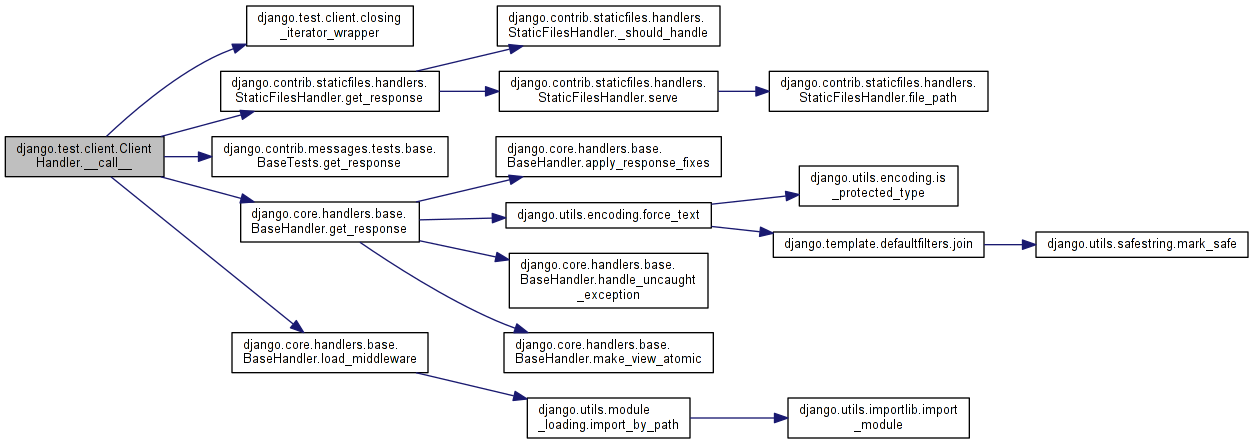 django.test.client.closing
_iterator_wrapper
django.contrib.staticfiles.handlers.
StaticFilesHandler._should_handle
django.contrib.staticfiles.handlers.
StaticFilesHandler.get_response
django.contrib.staticfiles.handlers.
StaticFilesHandler.serve
django.contrib.staticfiles.handlers.
StaticFilesHandler.file_path
django.test.client.Client
Handler.__call__
django.contrib.messages.tests.base.
BaseTests.get_response
django.core.handlers.base.
BaseHandler.apply_response_fixes
django.core.handlers.base.
BaseHandler.get_response
django.utils.encoding.force_text
django.utils.encoding.is
_protected_type
django.template.defaultfilters.join
django.utils.safestring.mark_safe
django.core.handlers.base.
BaseHandler.handle_uncaught
_exception
django.core.handlers.base.
BaseHandler.load_middleware
django.core.handlers.base.
BaseHandler.make_view_atomic
django.utils.module
_loading.import_by_path
django.utils.importlib.import
_module